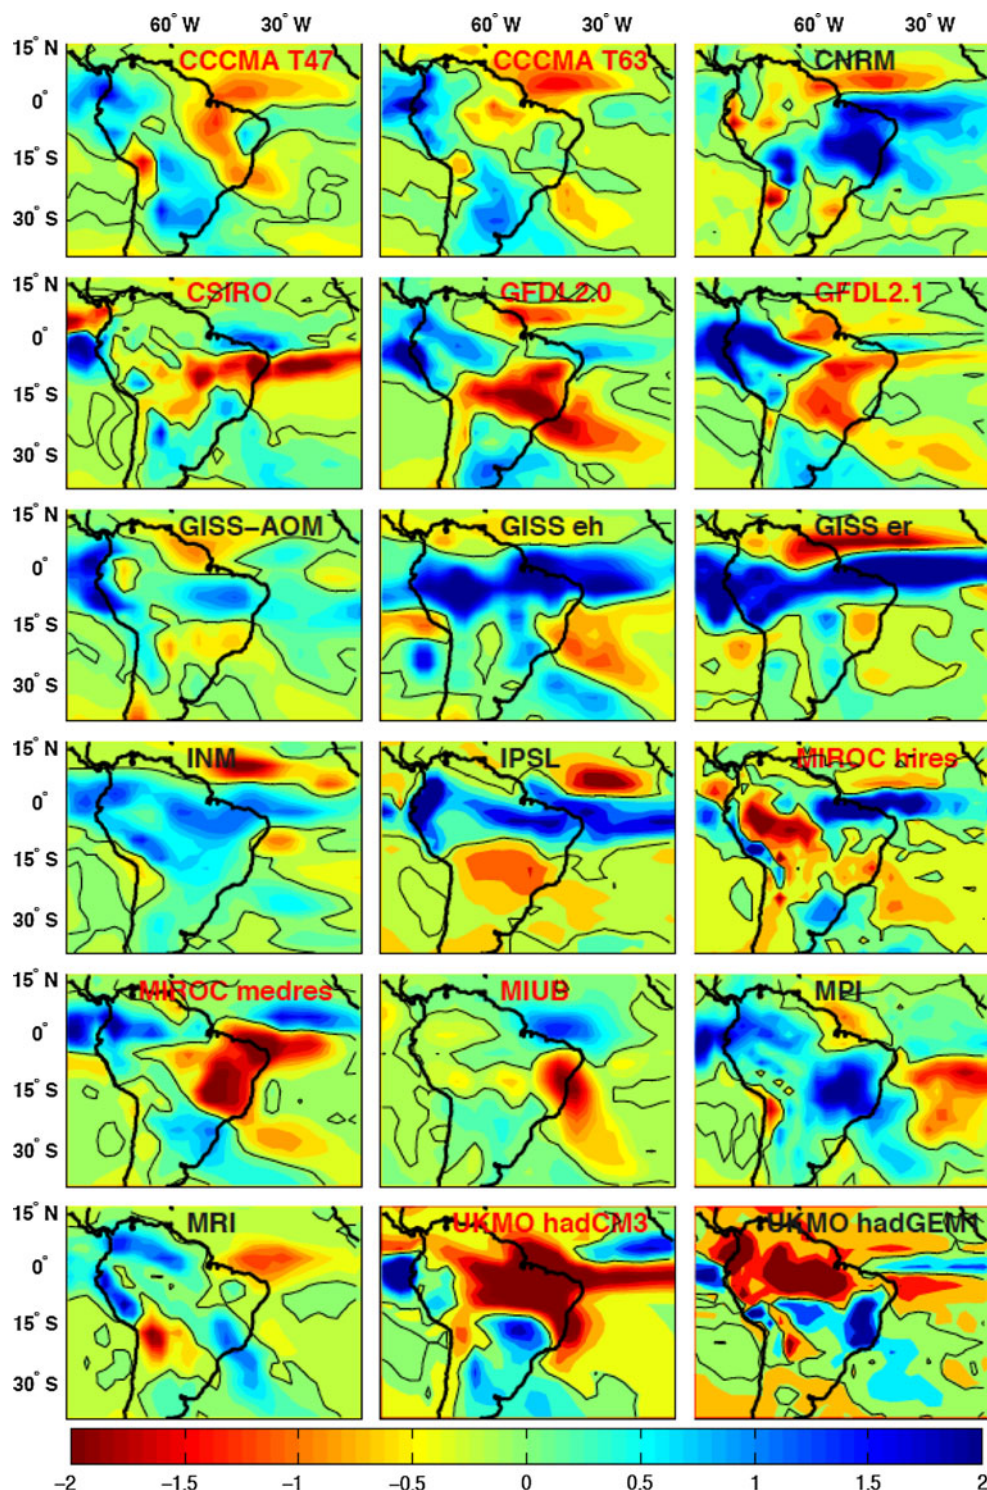 60° W 30° W 60° W 30° W 60° W 30° W
15° N CCCMA T47 CCCMA T63 CNRM
0°
15° S
30° S
15° N CSIRO GFDL2.0 GFDL2.1
0°
15° S
30° S
15° N GISS−AOM GISS eh GISS er
0°
15° S
30° S
15° N INM IPSL MIROC hires
0°
15° S
30° S
15° N MIROC medres MIUB MPI
0°
15° S
30° S
15° N MRI UKMO hadCM3 UKMO hadGEM1
0°
15° S
30° S
−2 −1.5 −1 −0.5 0 0.5 1 1.5 2